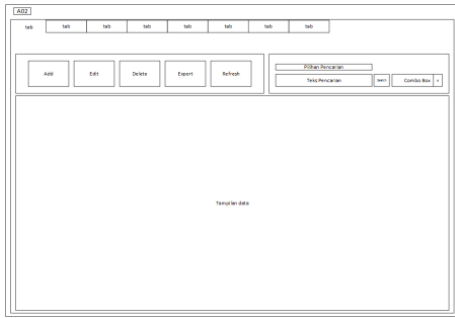 A02
tab tab tab tab tab tab tab tab
Add Edit Delete Export Refresh
Pilihan Pencarian
Teks Pencarian Combo Box
Tampilan data